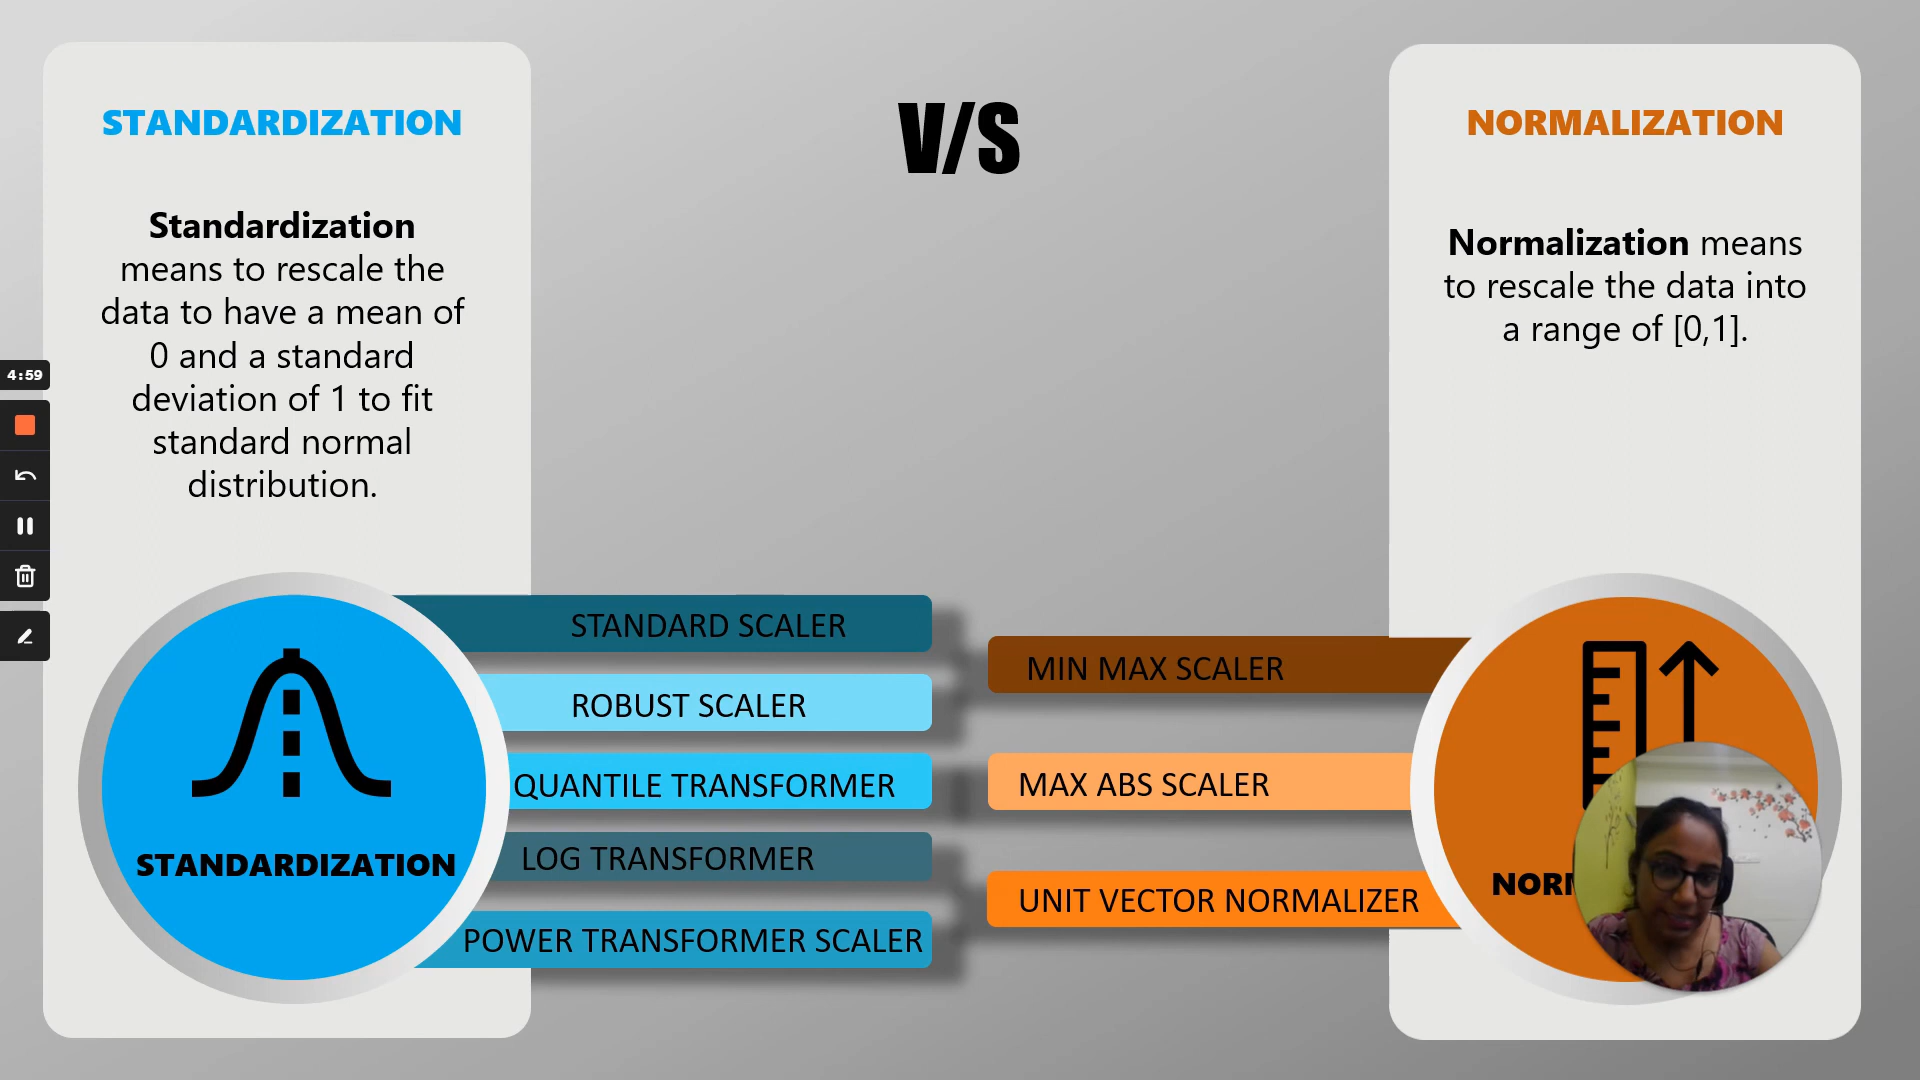 STANDARDIZATION
Standardization
means to rescale the
data to have a mean of
0 and a standard
deviation of 1 to fit
standard normal
distribution.
V/S
NORMALIZATION
Normalization means
to rescale the data into
a range of [0,1].
4:59
STANDARDIZATION
STANDARD SCALER
ROBUST SCALER
QUANTILE TRANSFORMER
LOG TRANSFORMER
POWER TRANSFORMER SCALER
MIN MAX SCALER
MAX ABS SCALER
UNIT VECTOR NORMALIZER